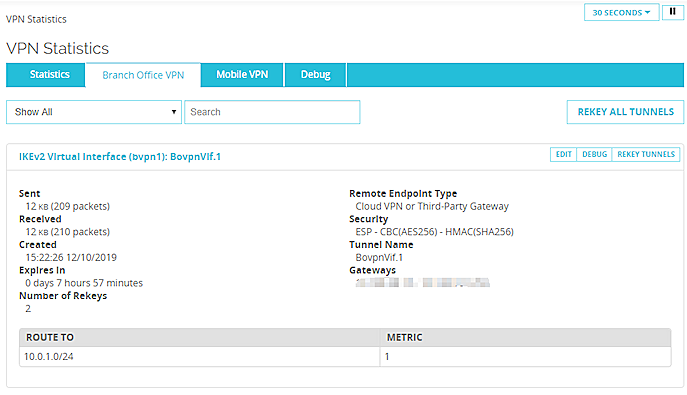 30 SECONDS
VPN Statistics
VPN Statistics
Statistics Branch Office VPN Mobile VPN Debug
Show All Search REKEY ALL TUNNELS
IKEv2 Virtual Interface (bvpn1): BovpnVif.1 EDIT DEBUG REKEY TUNNELS
Sent
12 KB (209 packets)
Received
12 KB (210 packets)
Created
15:22:26 12/10/2019
Expires In
0 days 7 hours 57 minutes
Number of Rekeys
2
Remote Endpoint Type
Cloud VPN or Third-Party Gateway
Security
ESP - CBC(AES256) - HMAC(SHA256)
Tunnel Name
BovpnVif.1
Gateways
ROUTE TO METRIC
10.0.1.0/24 1